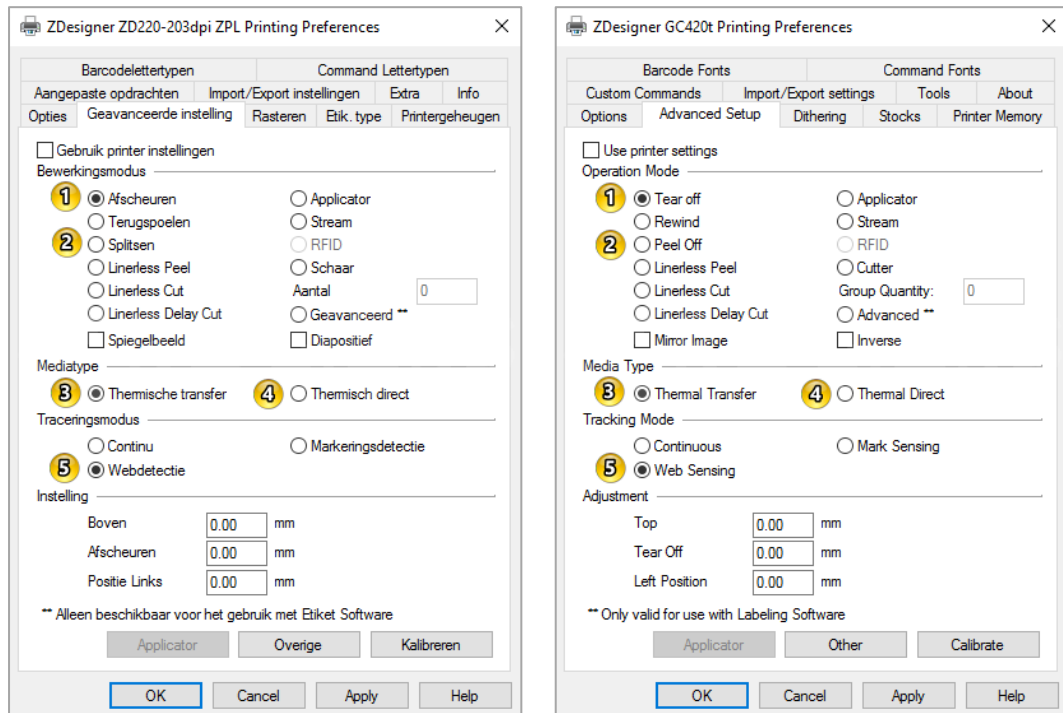 ZDesigner ZD220-203dpi ZPL Printing Preferences
Barcodelettertypen Command Lettertypen
Aangepaste opdrachten Import/Export instellingen Extra Info
Opties Geavanceerde instelling Rasteren Etik. type Printergeheugen
Gebruik printer instellingen
Bewerkingsmodus
1 Afscheuren Applicator
Terugspoelen Stream
2 Splitsen RFID
Linerless Peel Schaar
Linerless Cut Aantal 0
Linerless Delay Cut Geavanceerd **
Spiegelbeeld Diapositief
Mediatype
3 Thermische transfer 4 Thermisch direct
Traceringsmodus
Continu Markeringsdetectie
5 Webdetectie
Instelling
Boven 0.00 mm
Afscheuren 0.00 mm
Positie Links 0.00 mm
** Alleen beschikbaar voor het gebruik met Etiket Software
Applicator Overige Kalibreren
OK Cancel Apply Help
ZDesigner GC420t Printing Preferences
Barcode Fonts Command Fonts
Custom Commands Import/Export settings Tools About
Options Advanced Setup Dithering Stocks Printer Memory
Use printer settings
Operation Mode
1 Tear off Applicator
Rewind Stream
2 Peel Off RFID
Linerless Peel Cutter
Linerless Cut Group Quantity: 0
Linerless Delay Cut Advanced **
Mirror Image Inverse
Media Type
3 Thermal Transfer 4 Thermal Direct
Tracking Mode
Continuous Mark Sensing
5 Web Sensing
Adjustment
Top 0.00 mm
Tear Off 0.00 mm
Left Position 0.00 mm
** Only valid for use with Labeling Software
Applicator Other Calibrate
OK Cancel Apply Help